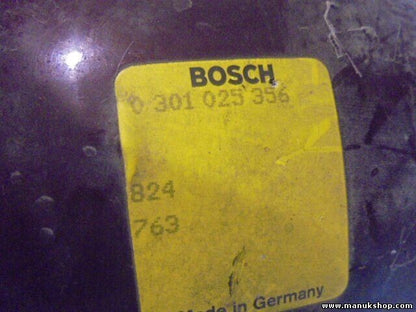 BOSCH
0 301 025 356
824
763
Made in Germany
www.manukshop.com